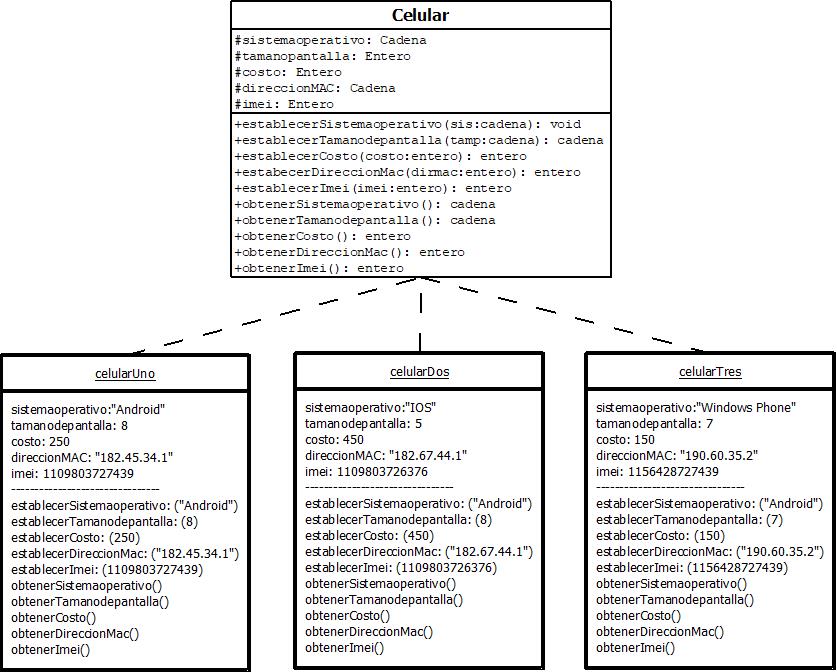 Celular
#sistemaoperativo: Cadena
#tamanopantalla: Entero
#costo: Entero
#direccionMAC: Cadena
#imei: Entero
+establecerSistemaoperativo(sis:cadena): void
+establecerTamanodepantalla(tamp:cadena): cadena
+establecerCosto(costo:entero): entero
+estabecerDireccionMac(dirmac:entero): entero
+establecerImei(imei:entero): entero
+obtenerSistemaoperativo(): cadena
+obtenerTamanodepantalla(): cadena
+obtenerCosto(): entero
+obtenerDireccionMac(): entero
+obtenerImei(): entero
celularUno
sistemaoperativo:"Android"
tamanodepantalla: 8
costo: 250
direccionMAC: "182.45.34.1"
imei: 1109803727439
--------------------------------
establecerSistemaoperativo: ("Android")
establecerTamanodepantalla: (8)
establecerCosto: (250)
establecerDireccionMac: ("182.45.34.1")
establecerImei: (1109803727439)
obtenerSistemaoperativo()
obtenerTamanodepantalla()
obtenerCosto()
obtenerDireccionMac()
obtenerImei()
celularDos
sistemaoperativo:"IOS"
tamanodepantalla: 5
costo: 450
direccionMAC: "182.67.44.1"
imei: 1109803726376
--------------------------------
establecerSistemaoperativo: ("Android")
establecerTamanodepantalla: (8)
establecerCosto: (450)
establecerDireccionMac: ("182.67.44.1")
establecerImei: (1109803726376)
obtenerSistemaoperativo()
obtenerTamanodepantalla()
obtenerCosto()
obtenerDireccionMac()
obtenerImei()
celularTres
sistemaoperativo:"Windows Phone"
tamanodepantalla: 7
costo: 150
direccionMAC: "190.60.35.2"
imei: 1156428727439
--------------------------------
establecerSistemaoperativo: ("Android")
establecerTamanodepantalla: (7)
establecerCosto: (150)
establecerDireccionMac: ("190.60.35.2")
establecerImei: (1156428727439)
obtenerSistemaoperativo()
obtenerTamanodepantalla()
obtenerCosto()
obtenerDireccionMac()
obtenerImei()